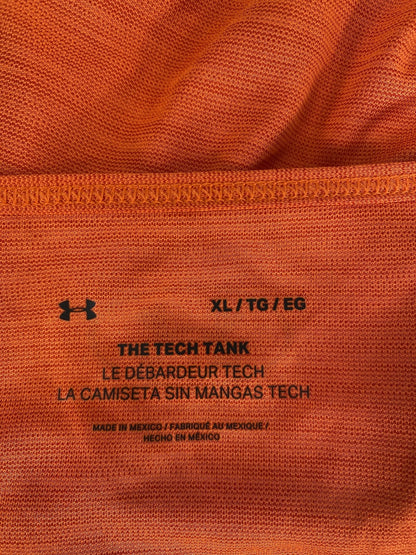 XL / TG / EG
THE TECH TANK
LE DÉBARDEUR TECH
LA CAMISETA SIN MANGAS TECH
MADE IN MEXICO / FABRIQUÉ AU MEXIQUE /
HECHO EN MÉXICO